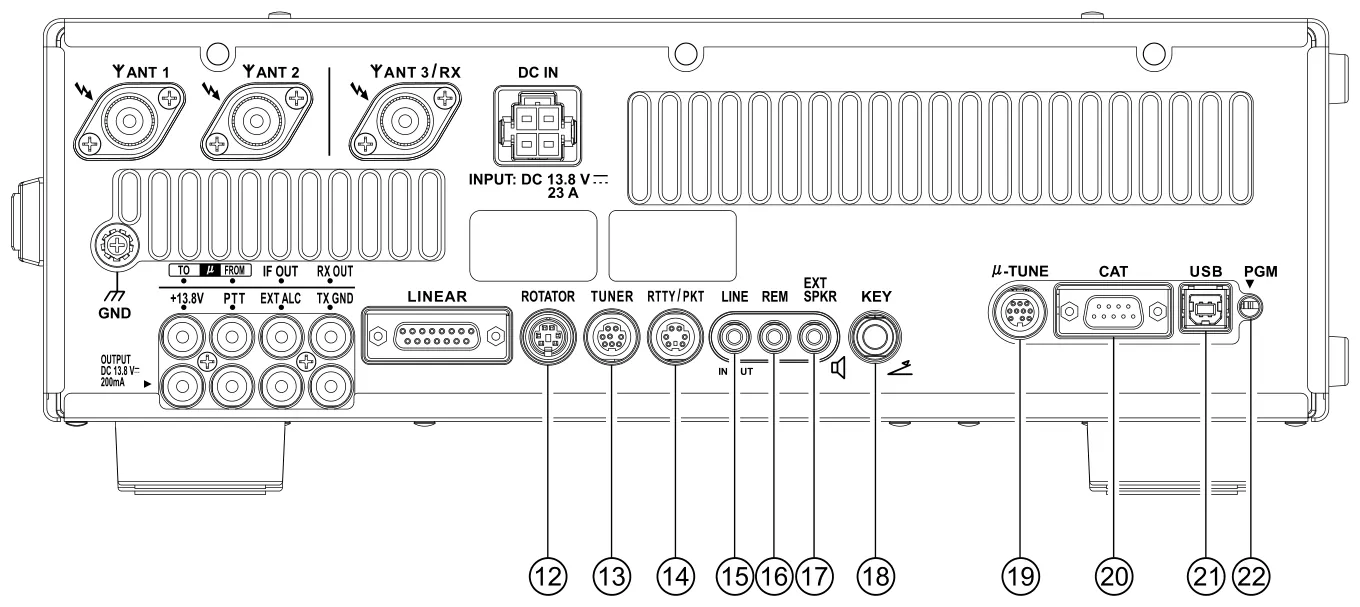 ANT 1
ANT 2
ANT 3/RX
DC IN
INPUT: DC 13.8 V
23 A
GND
TO μ FROM
IF OUT
RX OUT
+13.8V
PTT
EXT ALC
TX GND
OUTPUT
DC 13.8 V
200mA
LINEAR
ROTATOR
TUNER
RTTY/PKT
LINE
REM
EXT
SPKR
KEY
IN
UT
μ-TUNE
CAT
USB
PGM
12
13
14
15
16
17
18
19
20
21
22